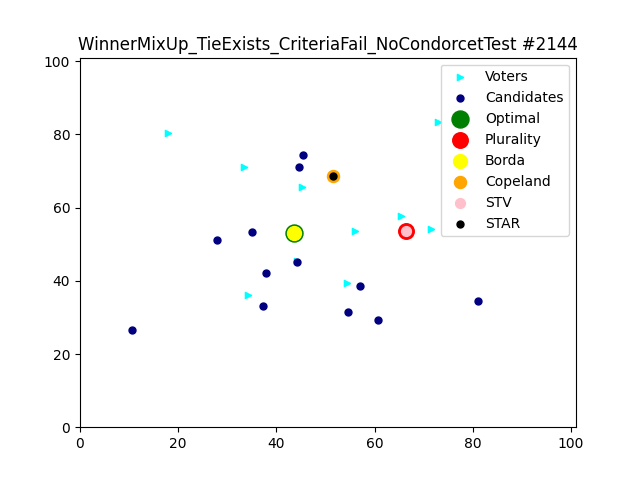 WinnerMixUp_TieExists_CriteriaFail_NoCondorcetTest #2144
100
80
60
40
20
0
0 20 40 60 80 100
Voters
Candidates
Optimal
Plurality
Borda
Copeland
STV
STAR